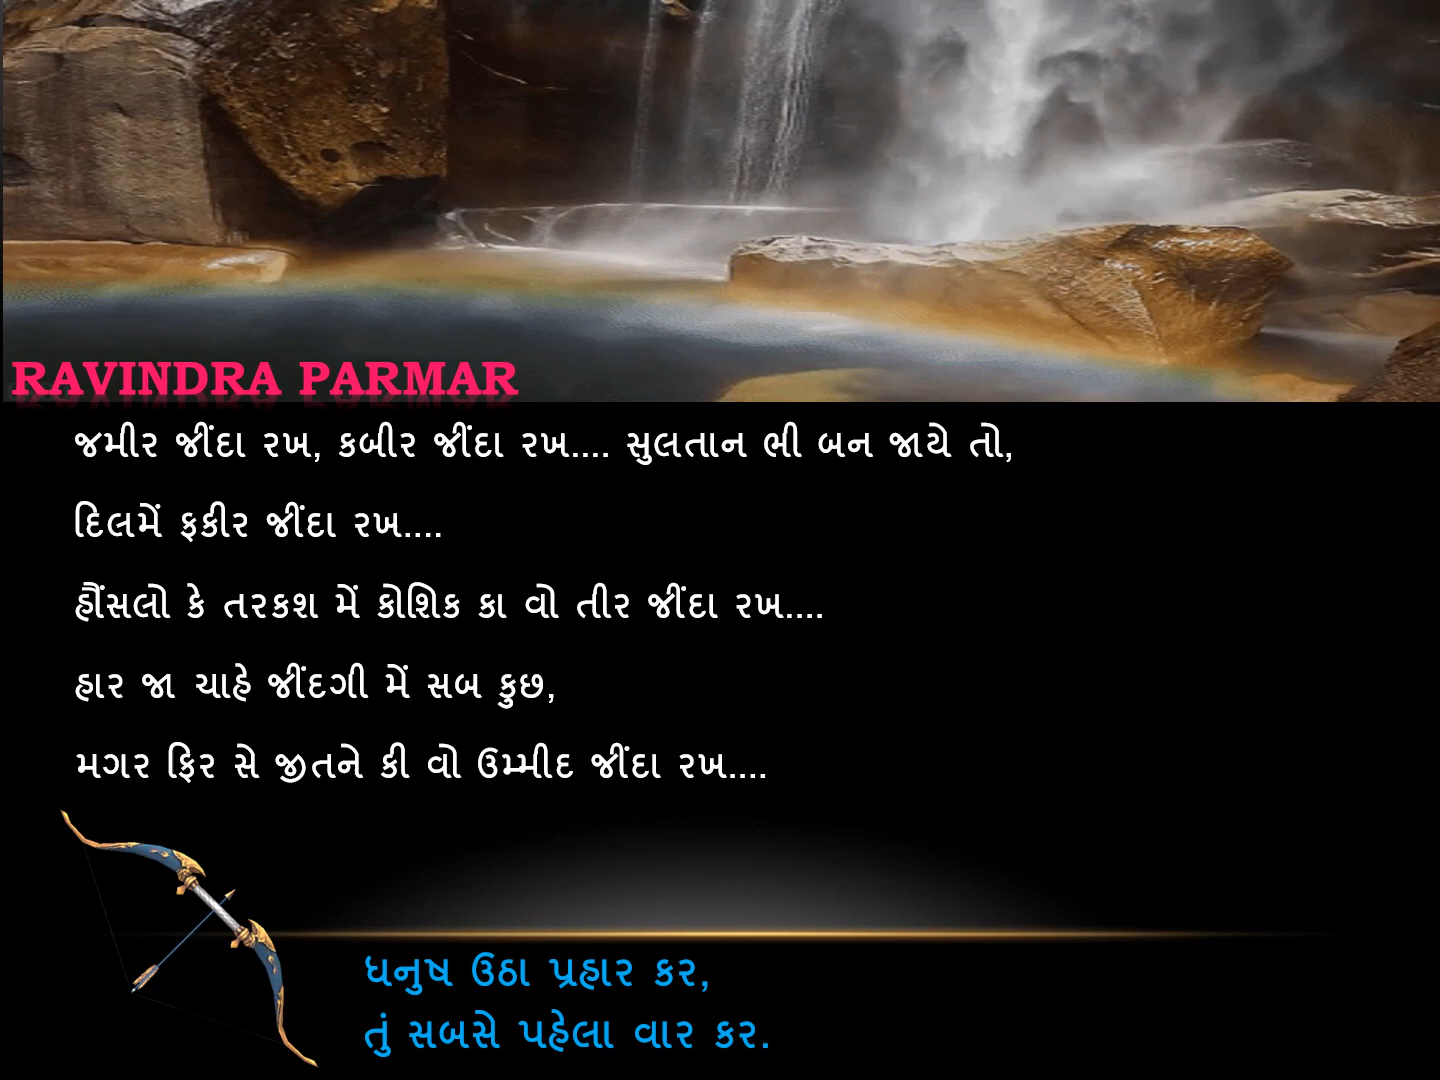 RAVINDRA PARMAR
જમીર જીંદા રખ, કબીર જીંદા રખ.... સુલતાન ભી બન જાયે તો,
દિલમેં ફકીર જીંદા રખ....
હૌંસલો કે તરકશ મેં કોશિક કા વો તીર જીંદા રખ....
હાર જા ચાહે જીંદગી મેં સબ કુછ,
મગર ફિર સે જીતને કી વો ઉમ્મીદ જીંદા રખ....
ધનુષ ઉઠા પ્રહાર કર,
તું સબસે પહેલા વાર કર.